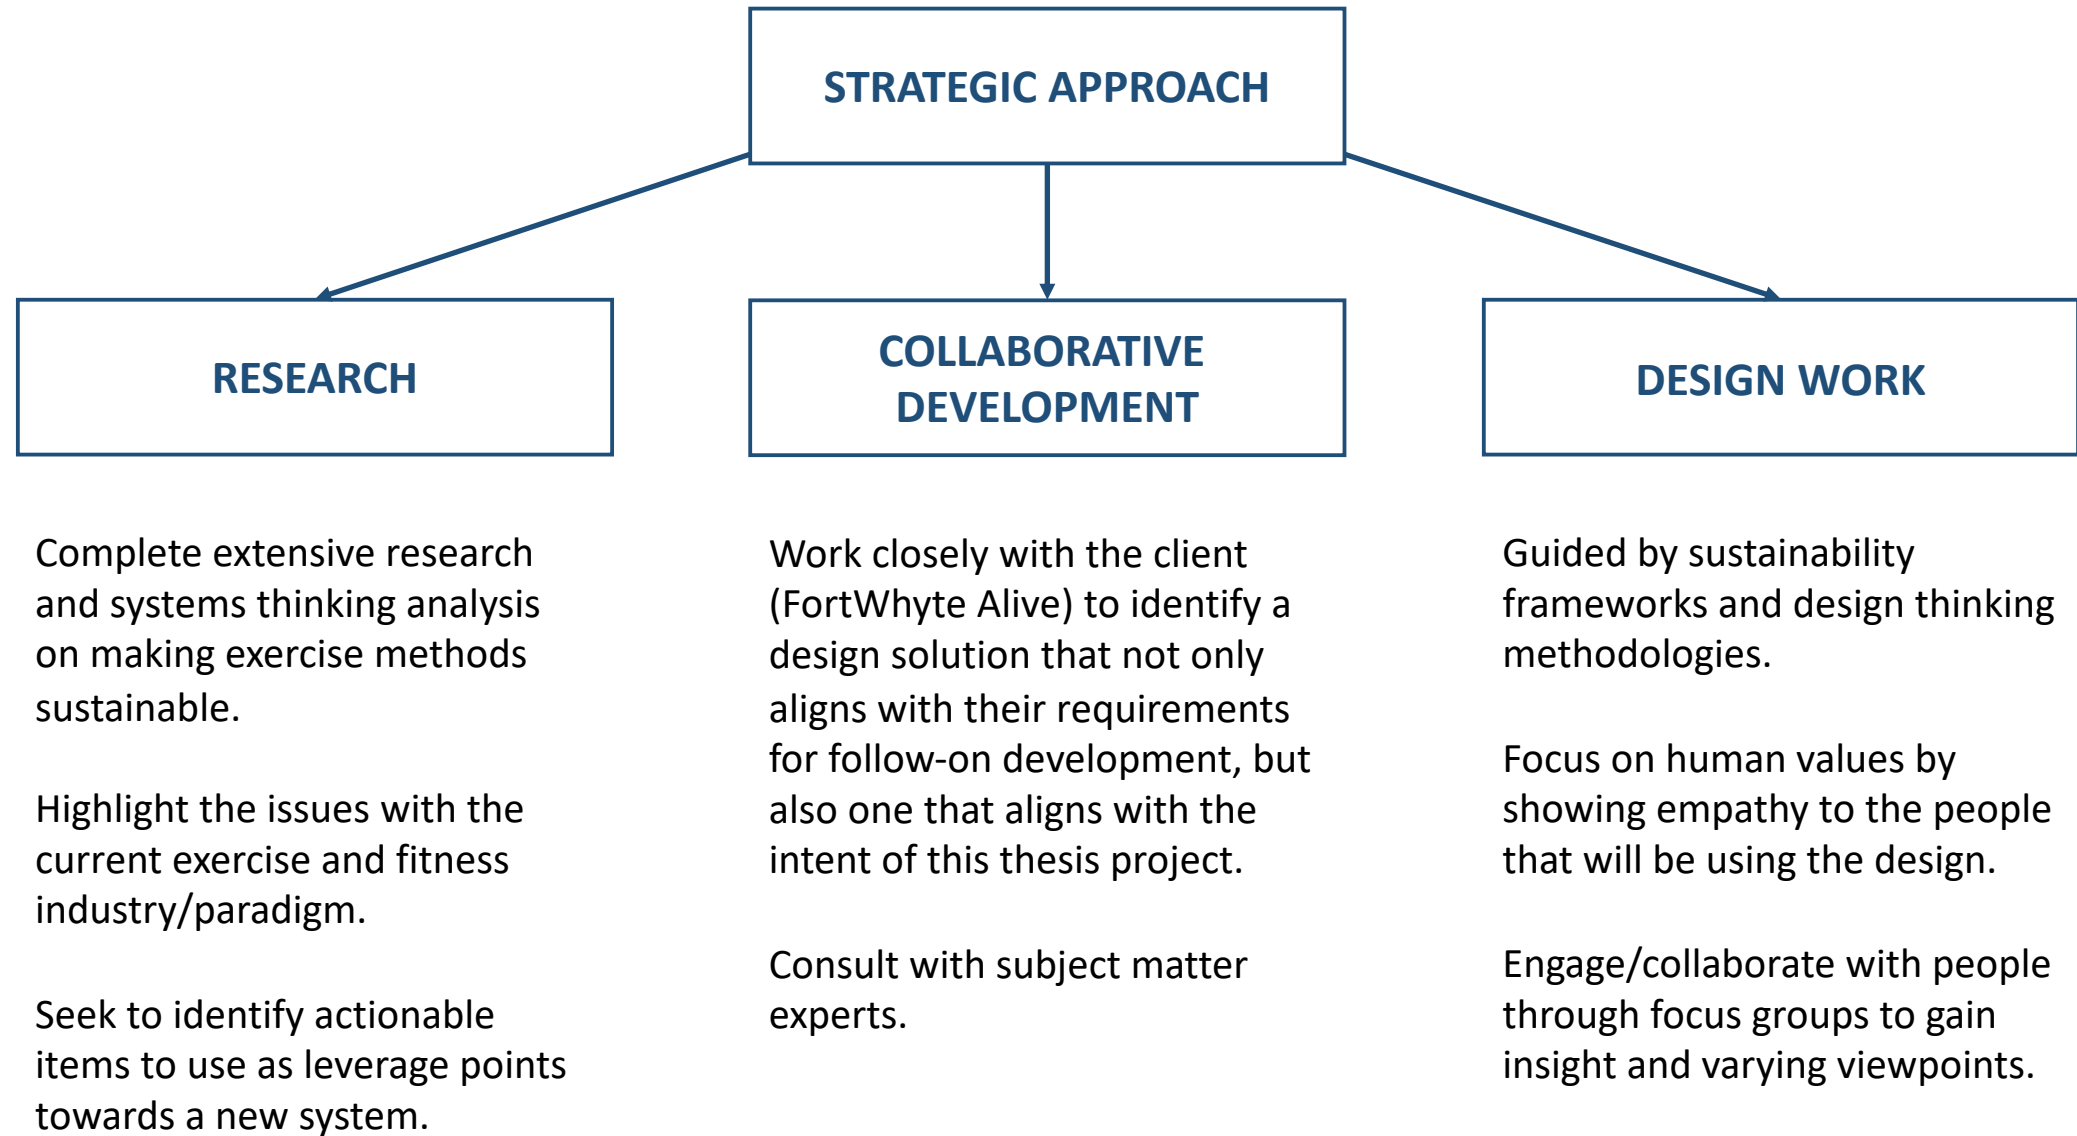 STRATEGIC APPROACH
RESEARCH
Complete extensive research
and systems thinking analysis
on making exercise methods
sustainable.
Highlight the issues with the
current exercise and fitness
industry/paradigm.
Seek to identify actionable
items to use as leverage points
towards a new system.
COLLABORATIVE
DEVELOPMENT
Work closely with the client
(FortWhyte Alive) to identify a
design solution that not only
aligns with their requirements
for follow-on development, but
also one that aligns with the
intent of this thesis project.
Consult with subject matter
experts.
DESIGN WORK
Guided by sustainability
frameworks and design thinking
methodologies.
Focus on human values by
showing empathy to the people
that will be using the design.
Engage/collaborate with people
through focus groups to gain
insight and varying viewpoints.